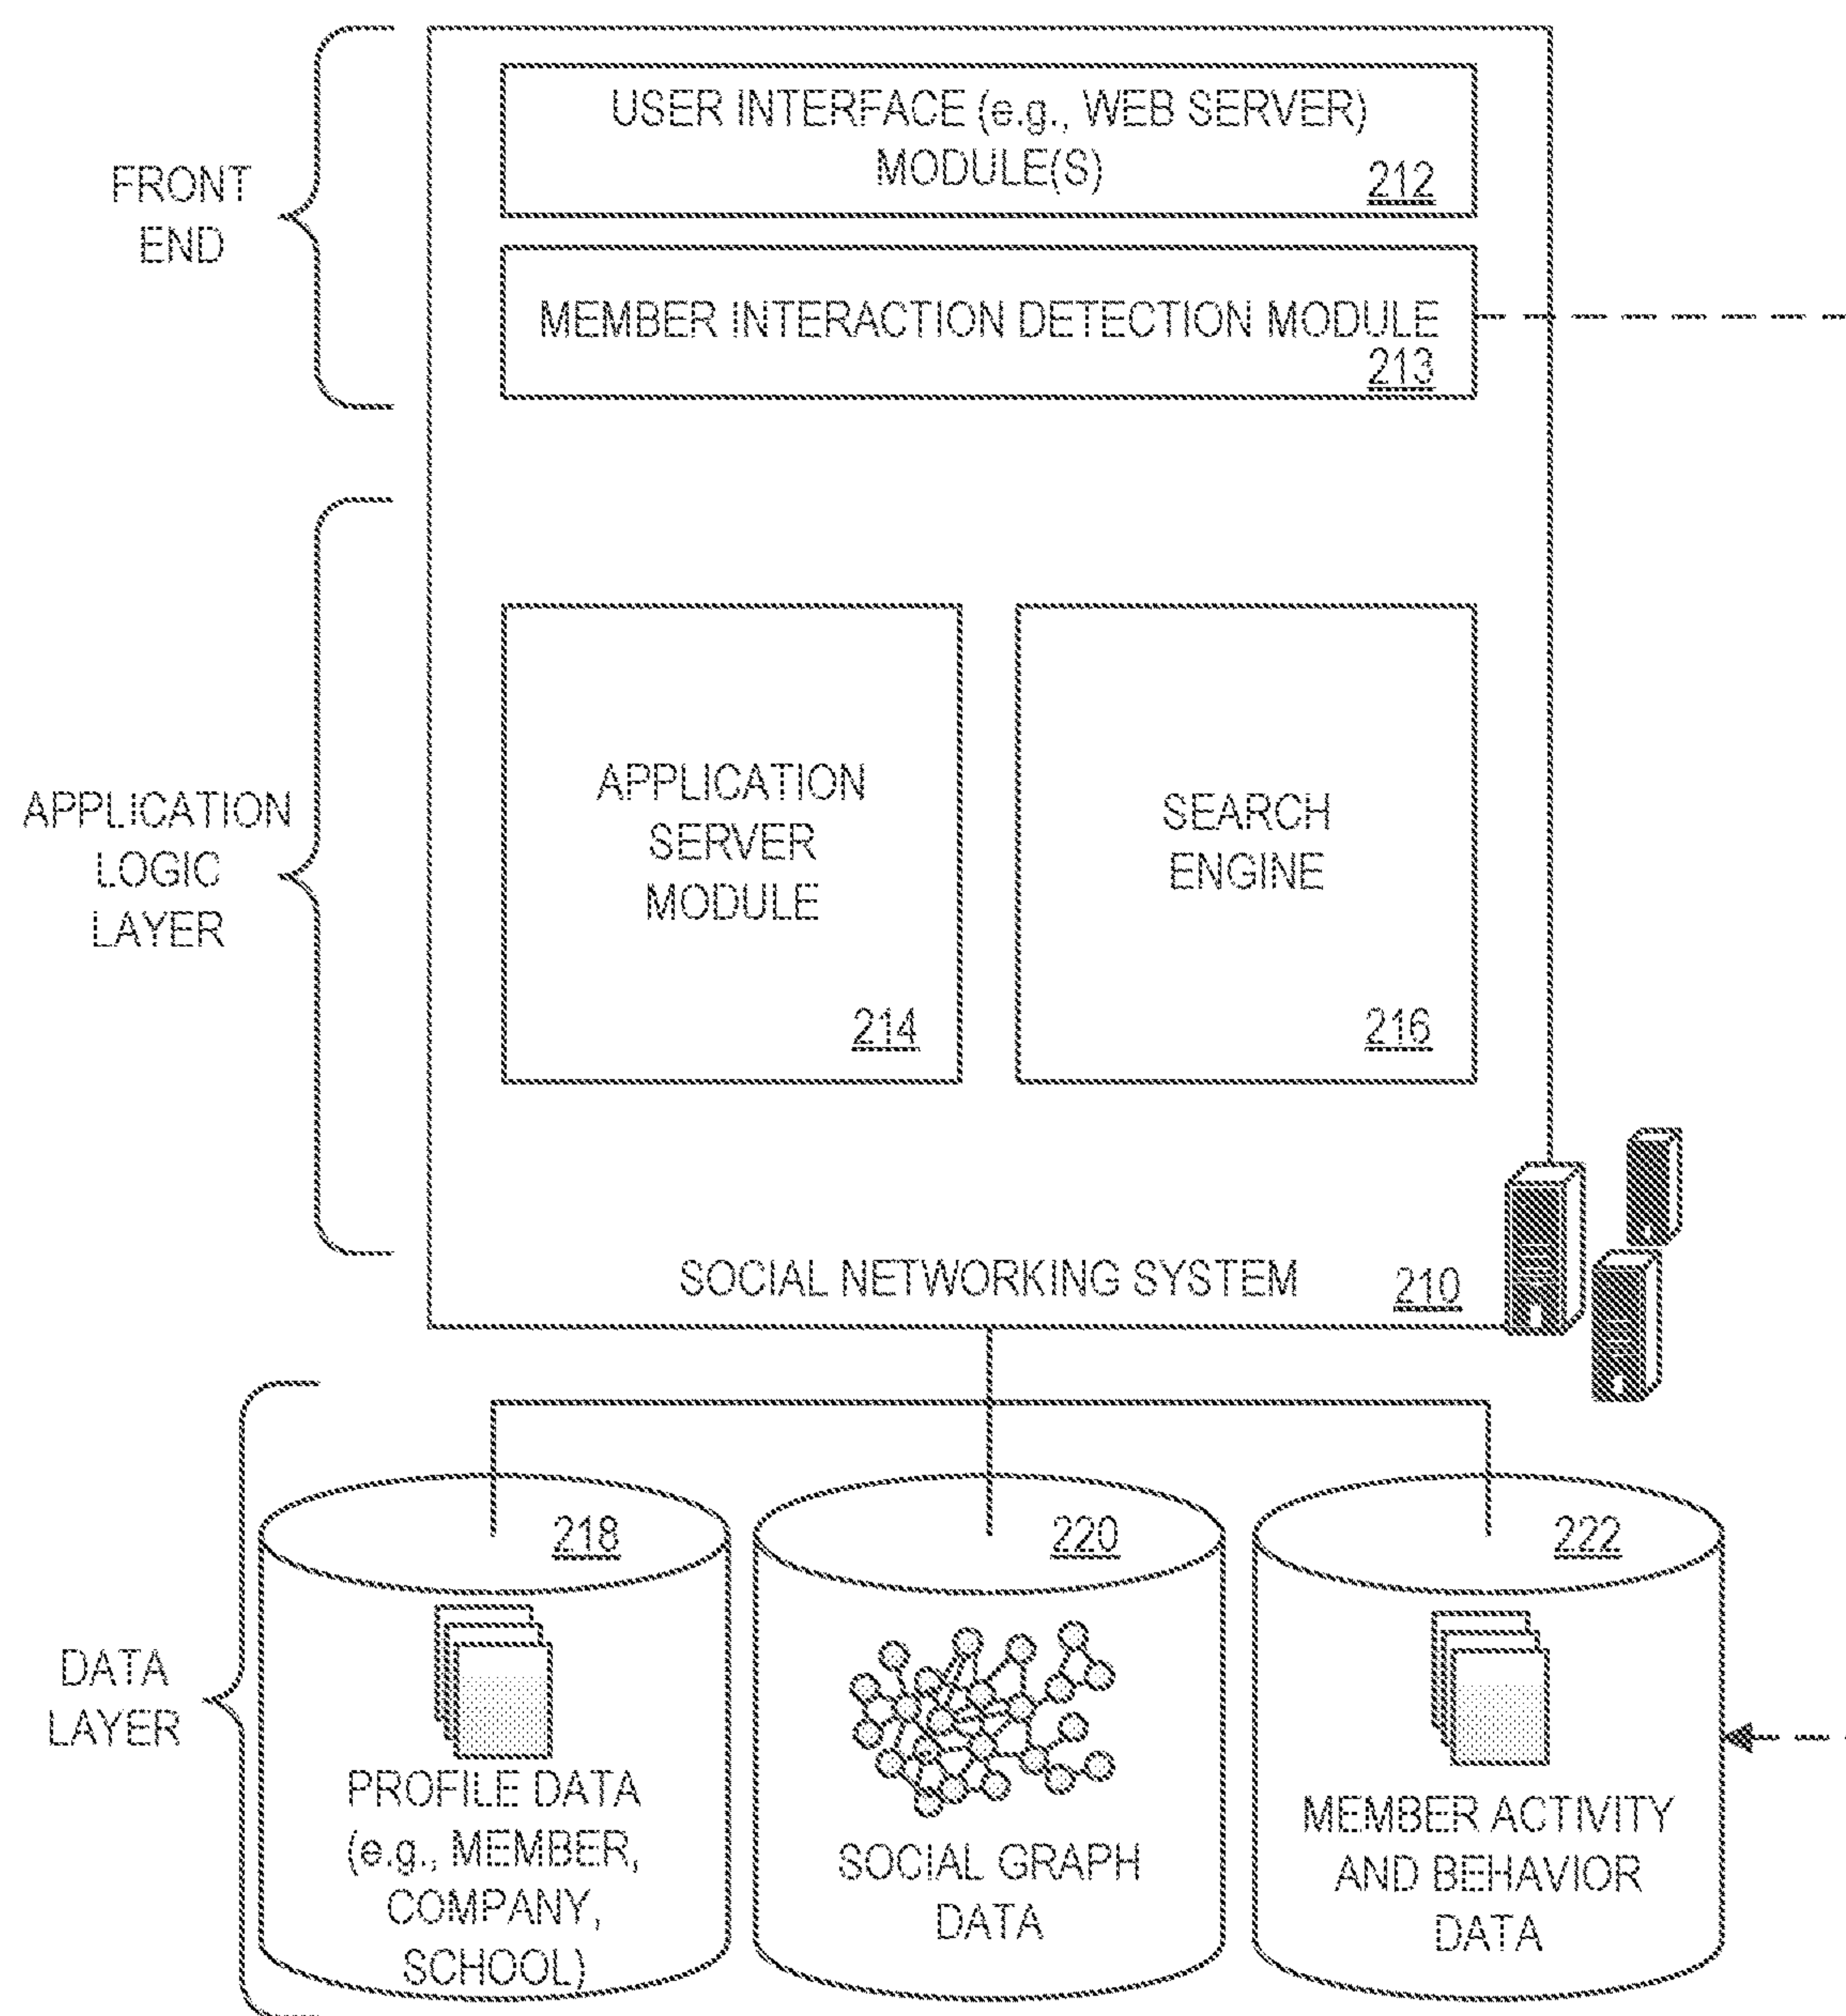 FRONT
END
USER INTERFACE (e.g., WEB SERVER)
MODULE(S)
212
MEMBER INTERACTION DETECTION MODULE
213
APPLICATION
LOGIC
LAYER
APPLICATION
SERVER
MODULE
214
SEARCH
ENGINE
216
SOCIAL NETWORKING SYSTEM
210
DATA
LAYER
218
PROFILE DATA
(e.g., MEMBER,
COMPANY,
SCHOOL)
220
SOCIAL GRAPH
DATA
222
MEMBER ACTIVITY
AND BEHAVIOR
DATA